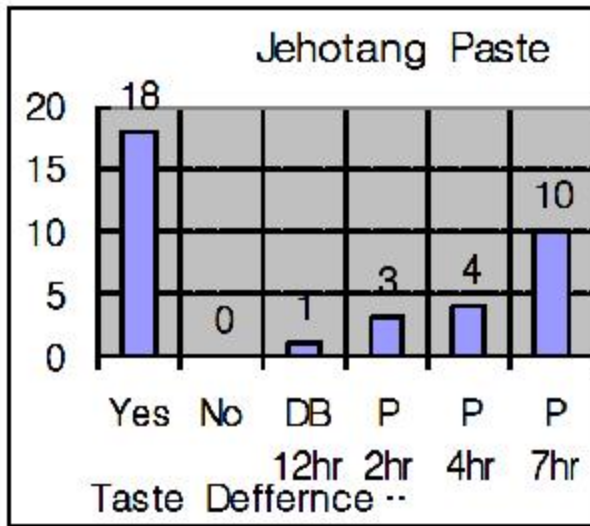 Jehotang Paste
20
18
15
10
10
5
3
4
0
1
0
Yes No DB P P P
12hr 2hr 4hr 7hr
Taste Deffernce ··